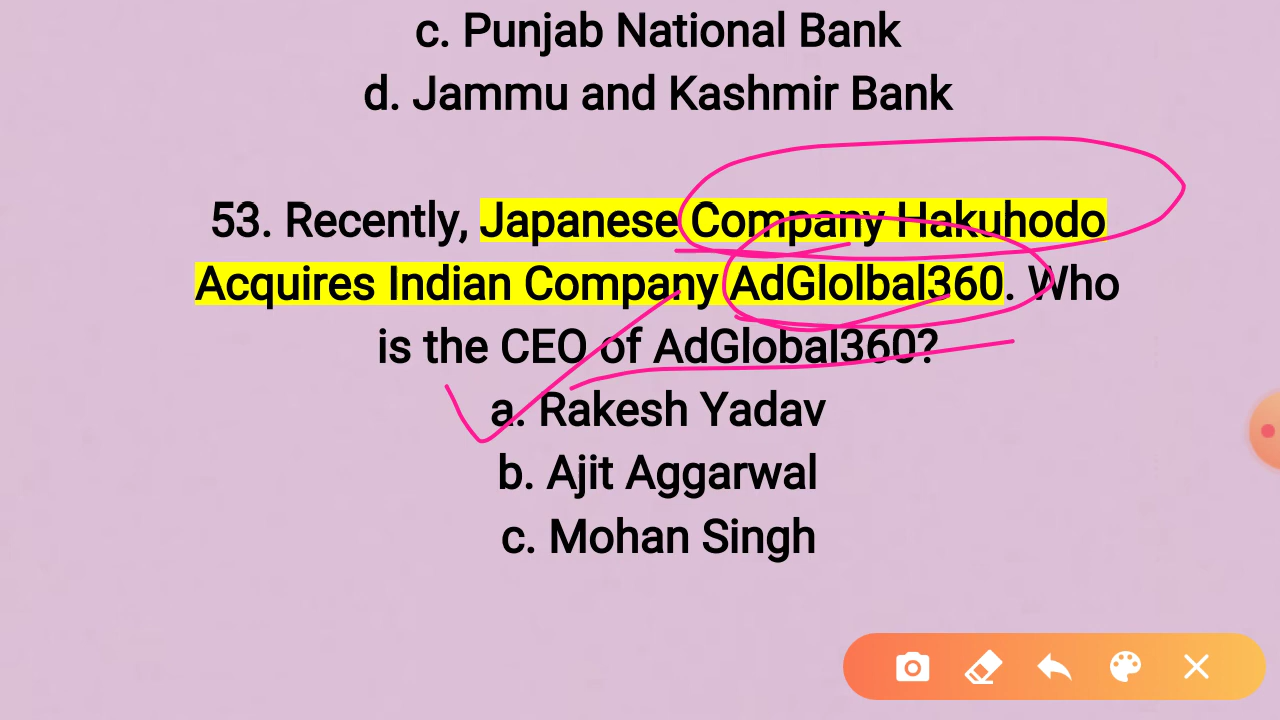 c. Punjab National Bank
d. Jammu and Kashmir Bank
53. Recently, Japanese Company Hakuhodo
Acquires Indian Company AdGlolbal360. Who
is the CEO of AdGlobal360?
a. Rakesh Yadav
b. Ajit Aggarwal
c. Mohan Singh